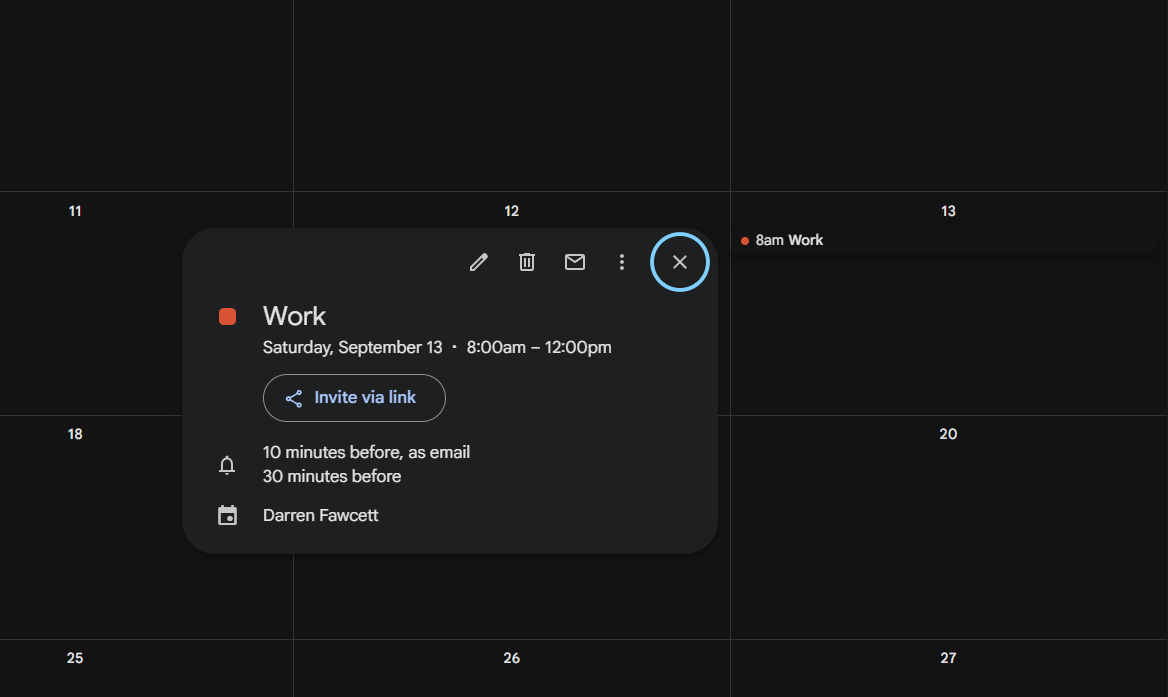 11
12
13
8am Work
Work
Saturday, September 13 · 8:00am – 12:00pm
Invite via link
10 minutes before, as email
30 minutes before
Darren Fawcett
18
20
25
26
27